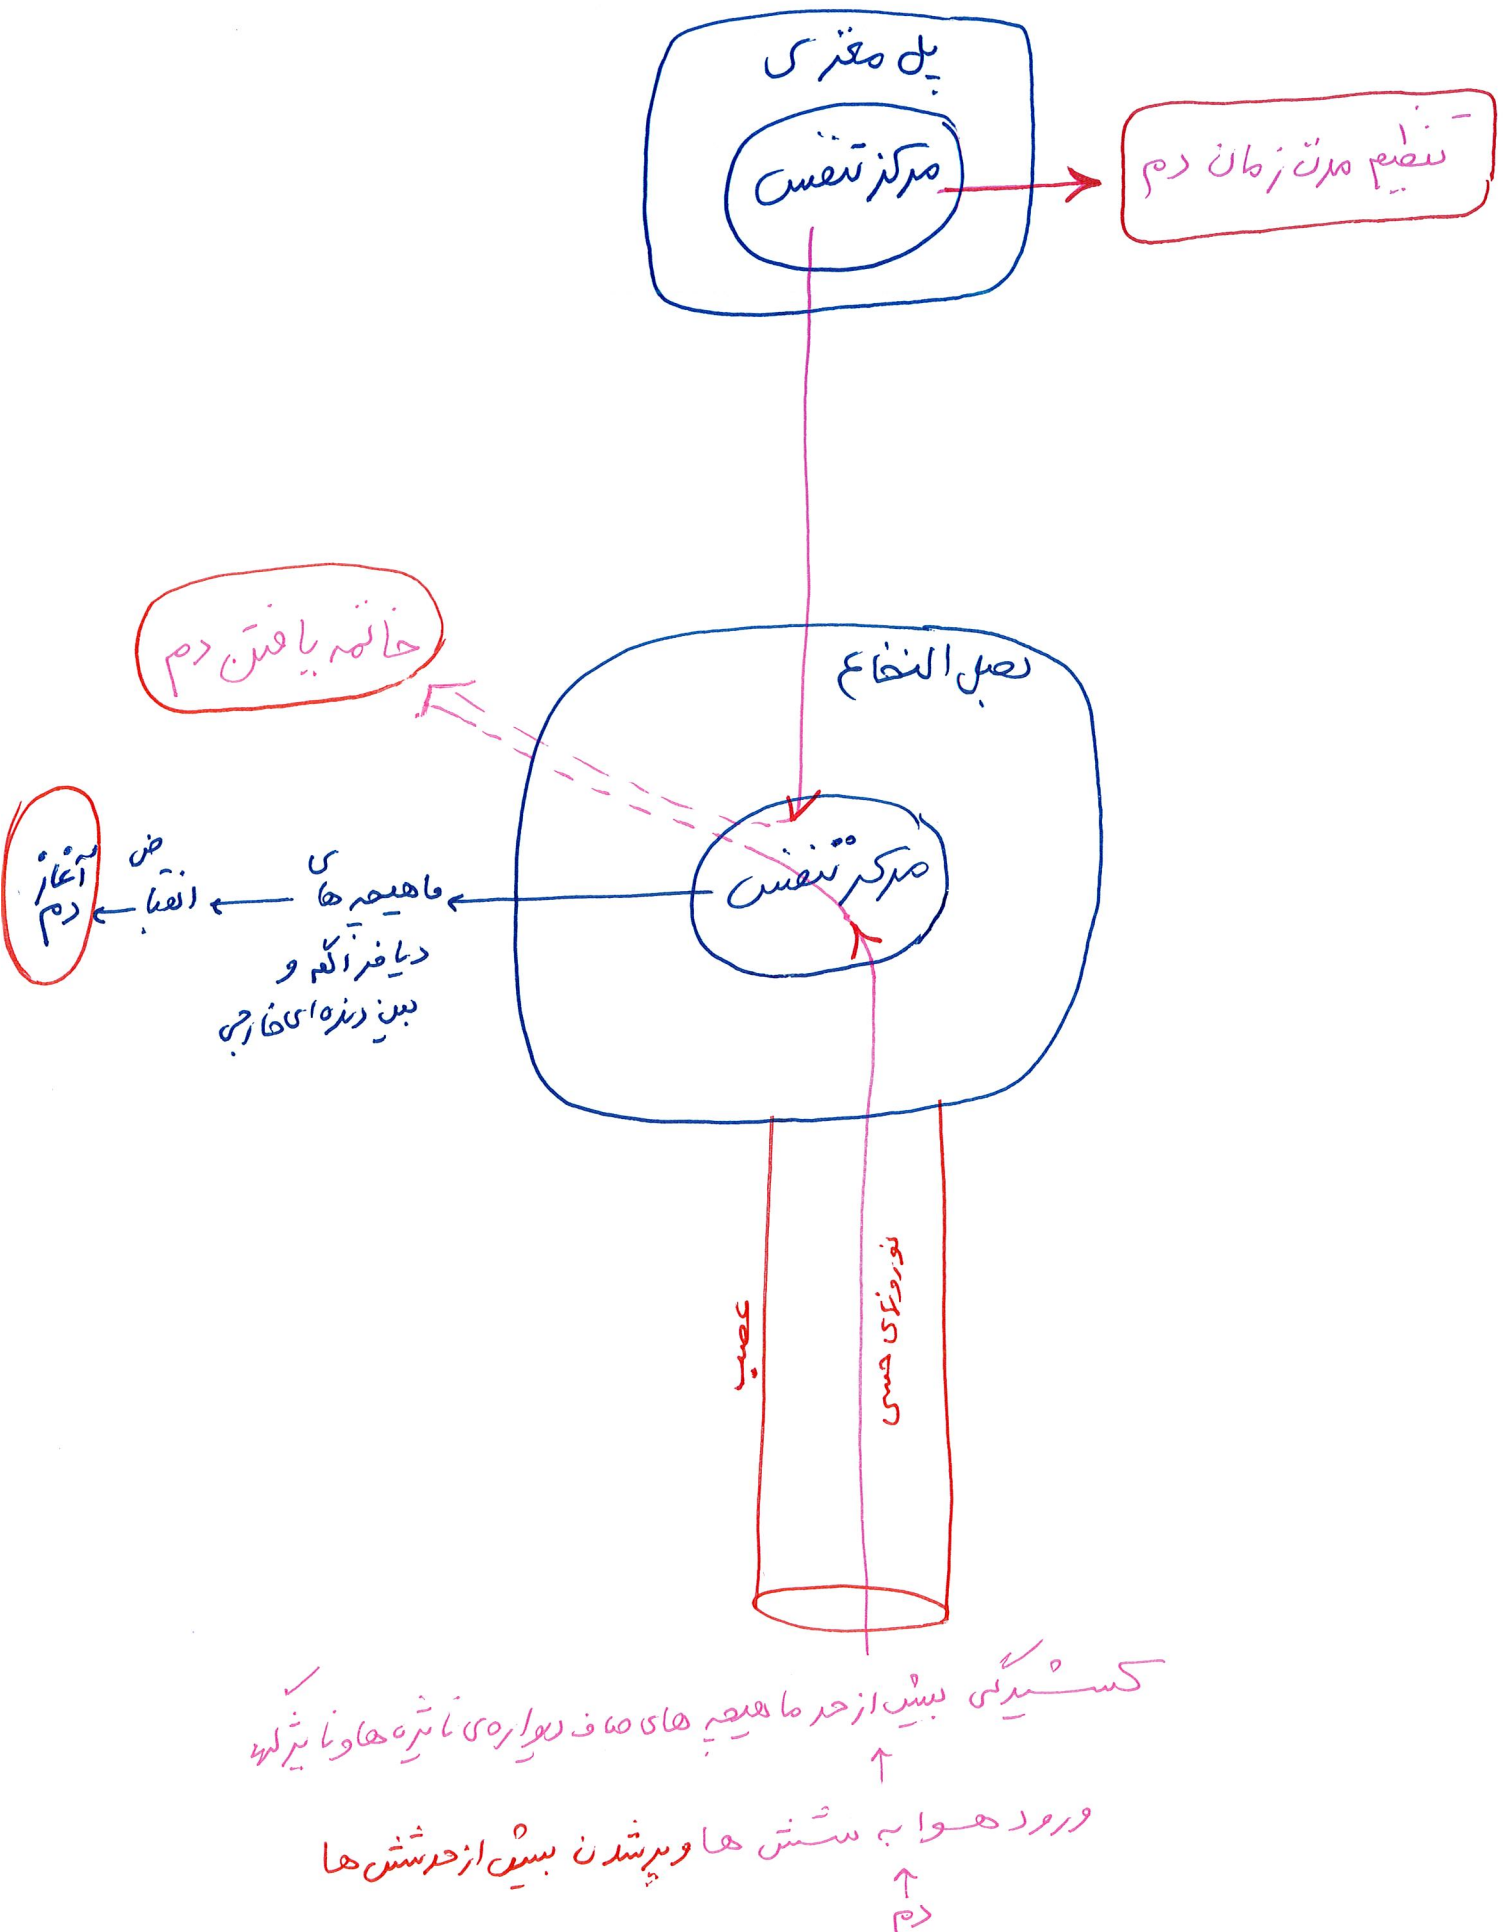 پل مغزی
مرکز تنفس
تنظیم مدت زمان دم
خاتمه یافتن دم
بصل النخاع
مرکز تنفس
ماهیچه های
دیافراگم و
بین دنده ای خارجی
انقباض
آغاز
دم
عصب
نورون‌های حسی
کشیدگی بیش از حد ماهیچه های صاف دیواره‌ی نایژه ها و نایژکها
ورود هوا به شش ها و پر شدن بیش از حد شش ها
دم